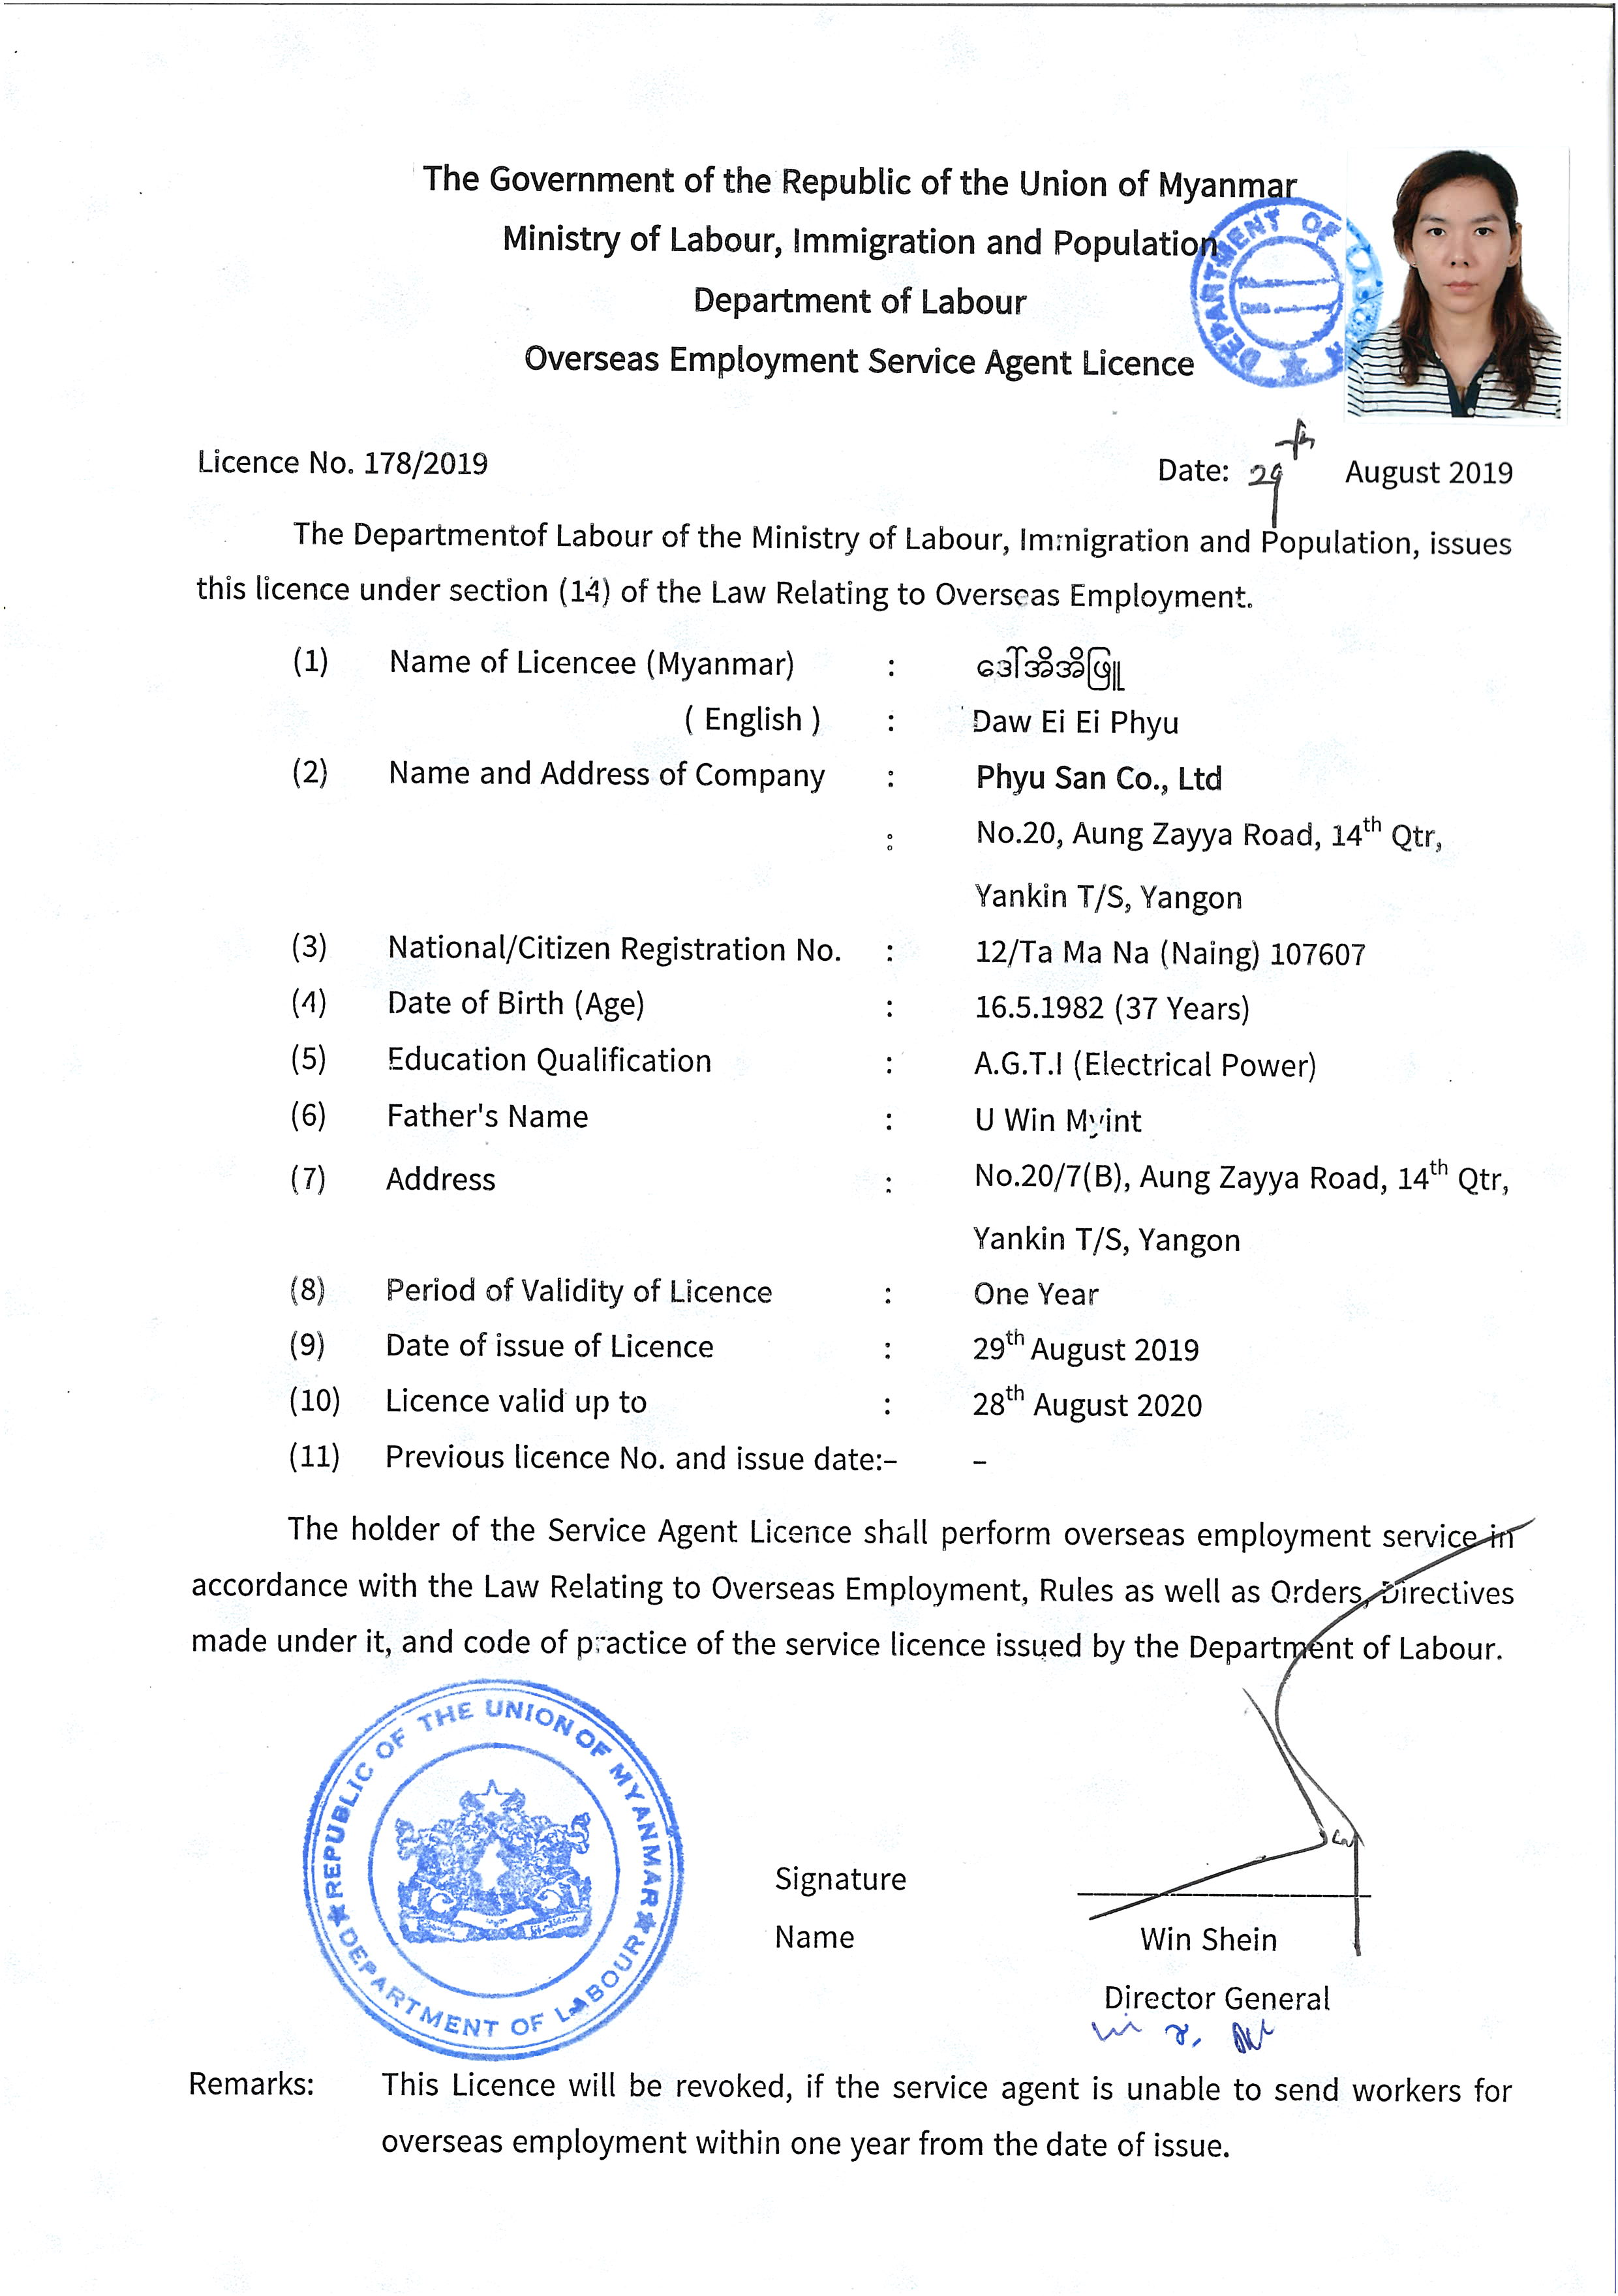 The Government of the Republic of the Union of Myanmar
Ministry of Labour, Immigration and Population
Department of Labour
Overseas Employment Service Agent Licence
DEPARTMENT OF LABOUR
Licence No. 178/2019
Date: 29th August 2019
The Departmentof Labour of the Ministry of Labour, Immigration and Population, issues
this licence under section (14) of the Law Relating to Overseas Employment.
(1) Name of Licencee (Myanmar) : ဒေါ်အိအိဖြူ
( English ) : Daw Ei Ei Phyu
(2) Name and Address of Company : Phyu San Co., Ltd
: No.20, Aung Zayya Road, 14th Qtr,
Yankin T/S, Yangon
(3) National/Citizen Registration No. : 12/Ta Ma Na (Naing) 107607
(4) Date of Birth (Age) : 16.5.1982 (37 Years)
(5) Education Qualification : A.G.T.I (Electrical Power)
(6) Father's Name : U Win Myint
(7) Address : No.20/7(B), Aung Zayya Road, 14th Qtr,
Yankin T/S, Yangon
(8) Period of Validity of Licence : One Year
(9) Date of issue of Licence : 29th August 2019
(10) Licence valid up to : 28th August 2020
(11) Previous licence No. and issue date:– –
The holder of the Service Agent Licence shall perform overseas employment service in
accordance with the Law Relating to Overseas Employment, Rules as well as Orders, Directives
made under it, and code of practice of the service licence issued by the Department of Labour.
REPUBLIC OF THE UNION OF MYANMAR
DEPARTMENT OF LABOUR
Signature
Name Win Shein
Director General
Remarks: This Licence will be revoked, if the service agent is unable to send workers for
overseas employment within one year from the date of issue.